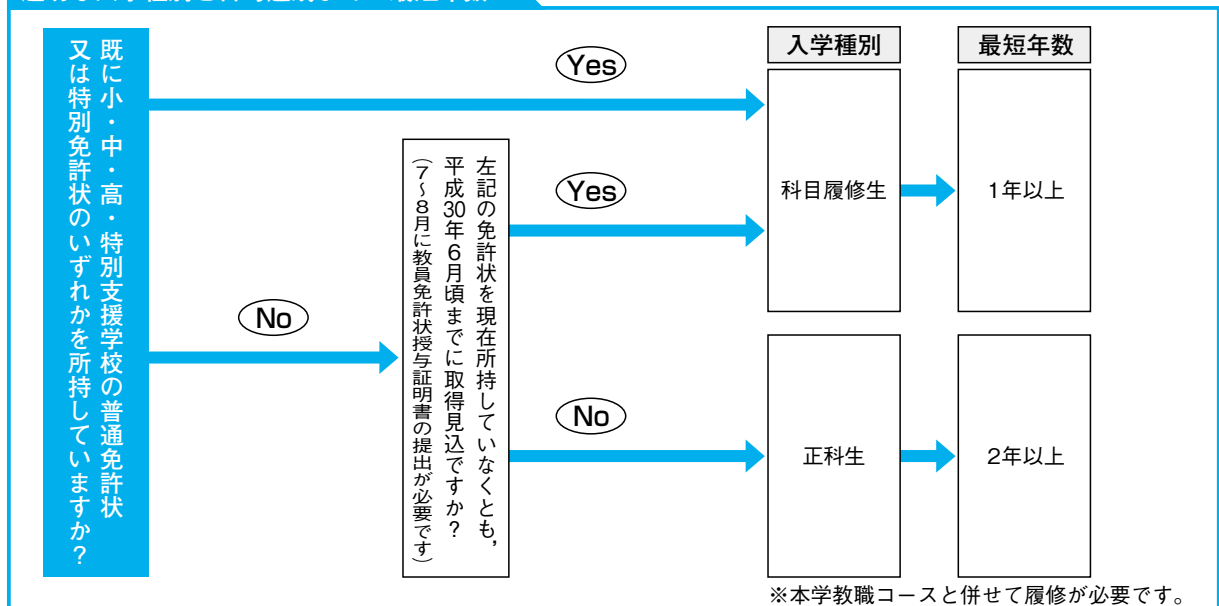 既に小・中・高・特別支援学校の普通免許状
又は特別免許状のいずれかを所持していますか？
Yes
No
左記の免許状を現在所持していなくとも，
平成30年６月頃までに取得見込ですか？
（７～８月に教員免許状授与証明書の提出が必要です）
Yes
No
入学種別
最短年数
科目履修生
1年以上
正科生
2年以上
※本学教職コースと併せて履修が必要です。